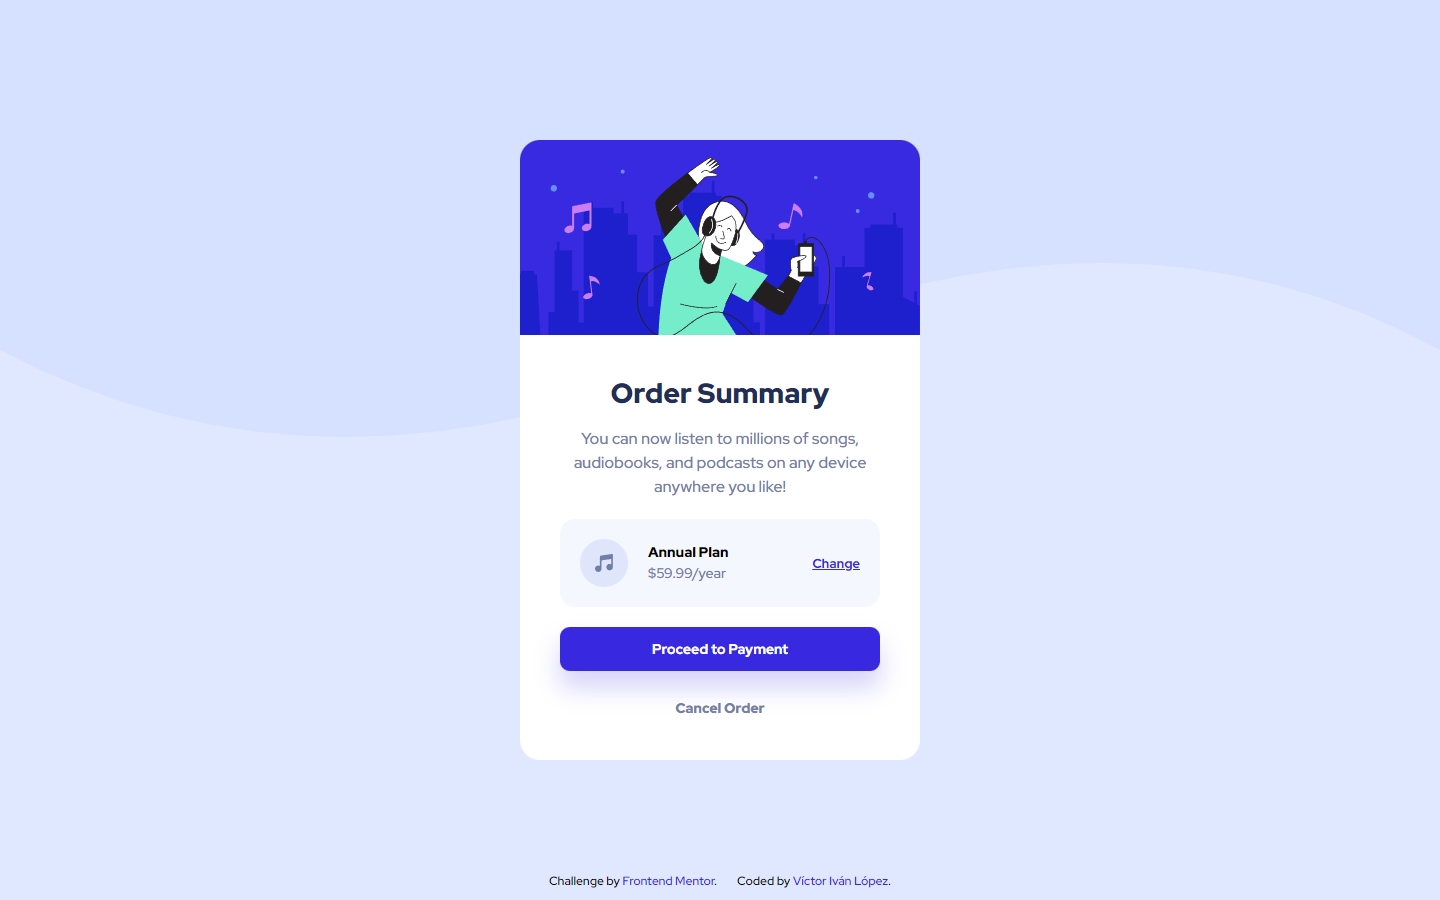 Order Summary
You can now listen to millions of songs,
audiobooks, and podcasts on any device
anywhere you like!
Annual Plan
$59.99/year
Change
Proceed to Payment
Cancel Order
Challenge by Frontend Mentor. Coded by Víctor Iván López.